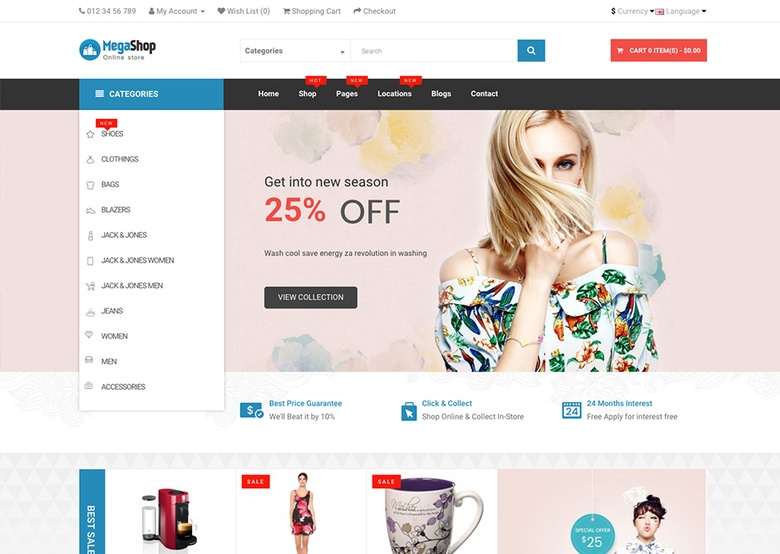 012 34 56 789 My Account Wish List (0) Shopping Cart Checkout $ Currency Language
MegaShop
Online store
Categories Search
CART 0 ITEM(S) - $0.00
CATEGORIES
HOT NEW NEW
Home Shop Pages Locations Blogs Contact
NEW
SHOES
CLOTHINGS
BAGS
BLAZERS
JACK & JONES
JACK & JONES WOMEN
JACK & JONES MEN
JEANS
WOMEN
MEN
ACCESSORIES
Get into new season
25% OFF
Wash cool save energy za revolution in washing
VIEW COLLECTION
$ Best Price Guarantee
We'll Beat it by 10%
Click & Collect
Shop Online & Collect In-Store
24 24 Months Interest
Free Apply for interest free
BEST SALE
SALE
SALE
SPECIAL OFFER
$25